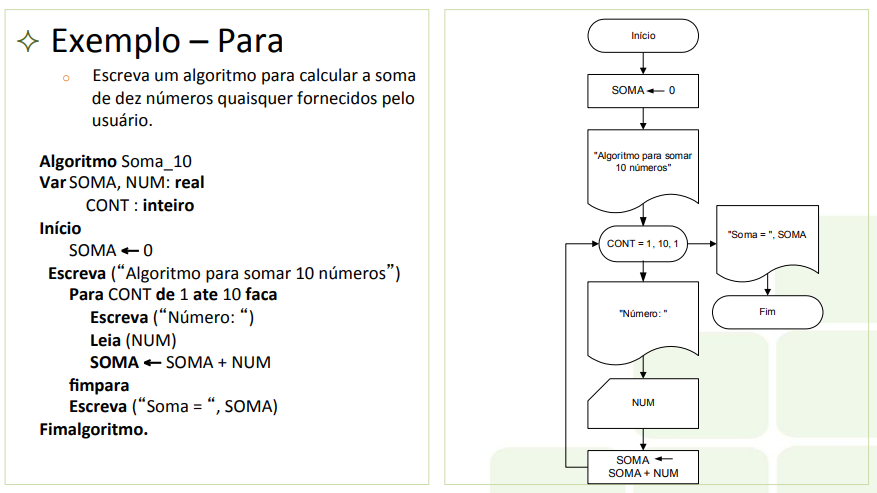 Exemplo – Para
Escreva um algoritmo para calcular a soma
de dez números quaisquer fornecidos pelo
usuário.
Algoritmo Soma_10
Var SOMA, NUM: real
CONT : inteiro
Início
SOMA ← 0
Escreva (“Algoritmo para somar 10 números”)
Para CONT de 1 ate 10 faca
Escreva (“Número: “)
Leia (NUM)
SOMA ← SOMA + NUM
fimpara
Escreva (“Soma = “, SOMA)
Fimalgoritmo.
Início
SOMA ← 0
"Algoritmo para somar
10 números"
CONT = 1, 10, 1
"Soma = ", SOMA
Fim
"Número: "
NUM
SOMA ←
SOMA + NUM